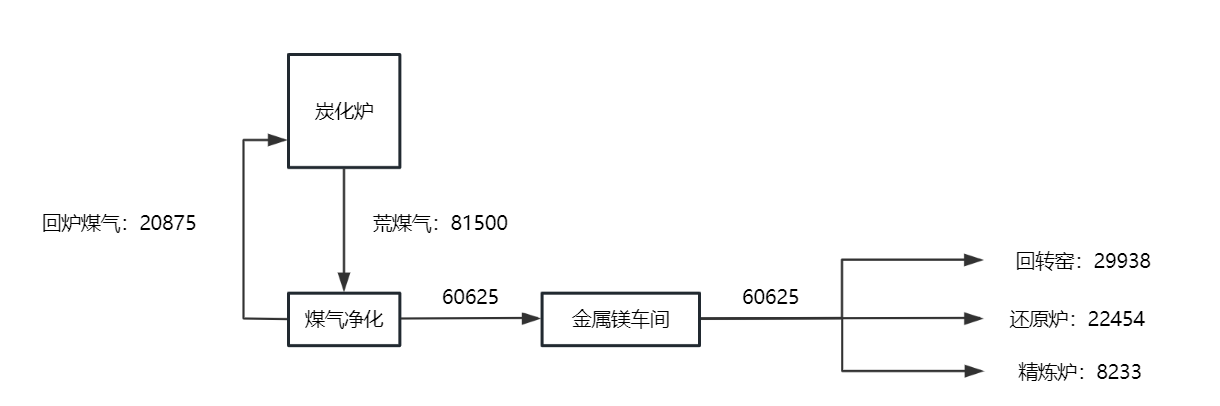 炭化炉
回炉煤气：20875
荒煤气：81500
煤气净化
60625
金属镁车间
60625
回转窑：29938
还原炉：22454
精炼炉：8233